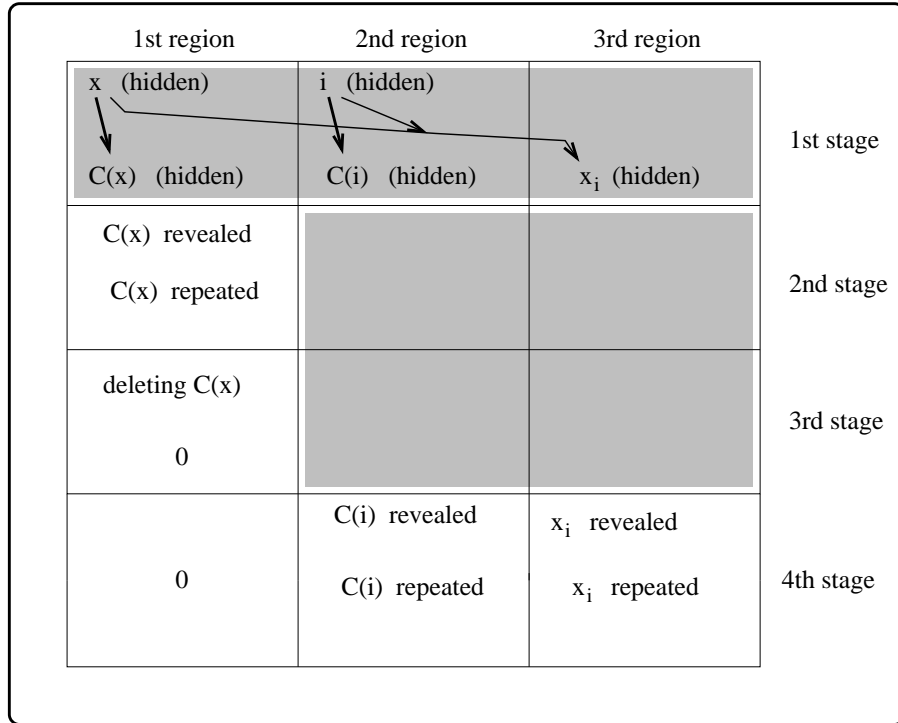 1st region 2nd region 3rd region
x (hidden) i (hidden)
1st stage
C(x) (hidden) C(i) (hidden) x_i (hidden)
C(x) revealed
2nd stage
C(x) repeated
deleting C(x)
3rd stage
0
C(i) revealed x_i revealed
0 C(i) repeated x_i repeated 4th stage